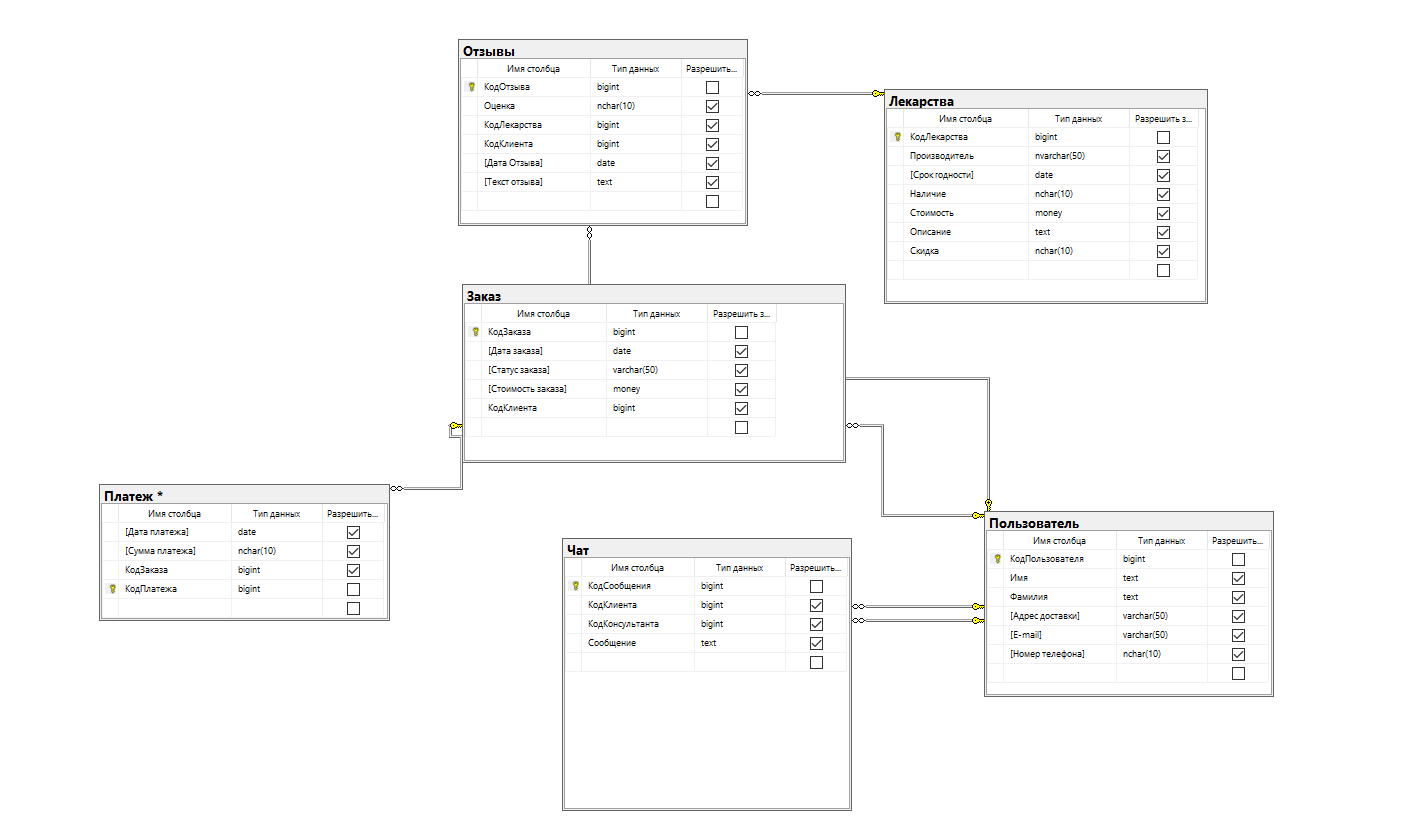 Отзывы
Имя столбца Тип данных Разрешить...
КодОтзыва bigint
Оценка nchar(10)
КодЛекарства bigint
КодКлиента bigint
[Дата Отзыва] date
[Текст отзыва] text
Лекарства
Имя столбца Тип данных Разрешить з...
КодЛекарства bigint
Производитель nvarchar(50)
[Срок годности] date
Наличие nchar(10)
Стоимость money
Описание text
Скидка nchar(10)
Заказ
Имя столбца Тип данных Разрешить з...
КодЗаказа bigint
[Дата заказа] date
[Статус заказа] varchar(50)
[Стоимость заказа] money
КодКлиента bigint
Платеж *
Имя столбца Тип данных Разрешить...
[Дата платежа] date
[Сумма платежа] nchar(10)
КодЗаказа bigint
КодПлатежа bigint
Чат
Имя столбца Тип данных Разрешить...
КодСообщения bigint
КодКлиента bigint
КодКонсультанта bigint
Сообщение text
Пользователь
Имя столбца Тип данных Разрешить...
КодПользователя bigint
Имя text
Фамилия text
[Адрес доставки] varchar(50)
[E-mail] varchar(50)
[Номер телефона] nchar(10)